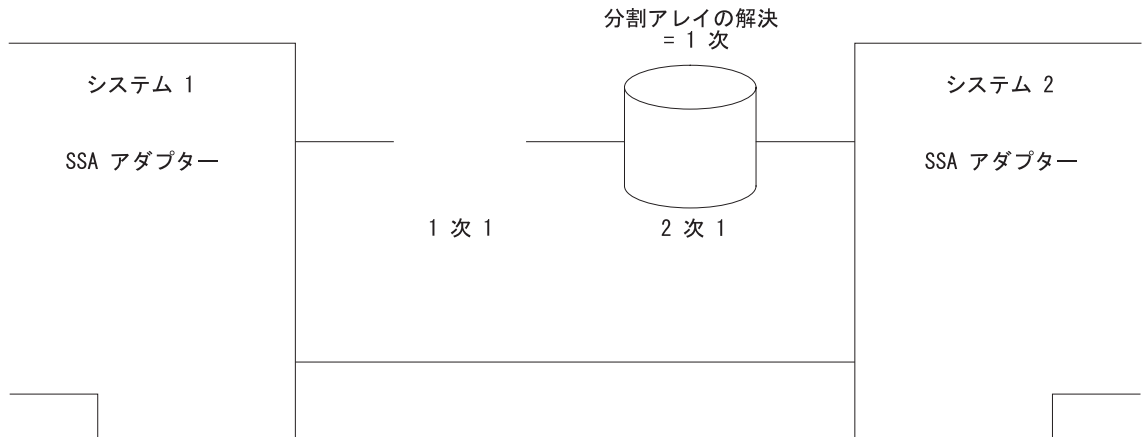 分割アレイの解決
= 1 次
システム 1
システム 2
SSA アダプター
SSA アダプター
1 次 1
2 次 1